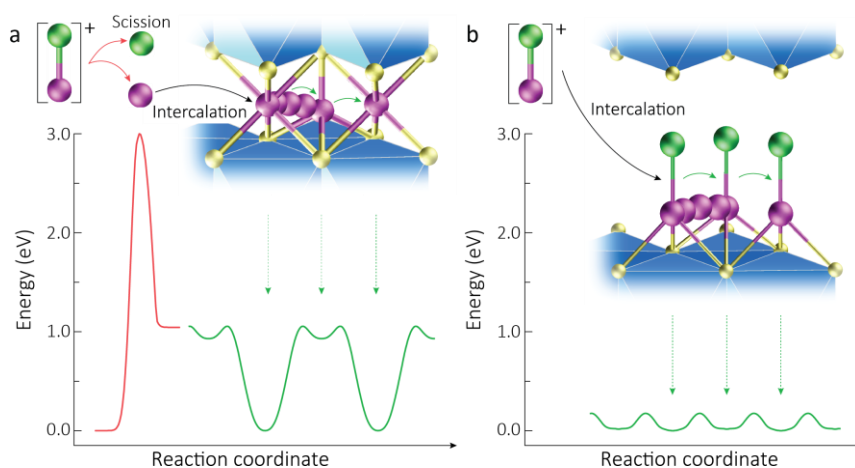 a
+
Scission
Intercalation
3.0
2.0
1.0
0.0
Energy (eV)
Reaction coordinate
b
+
Intercalation
3.0
2.0
1.0
0.0
Energy (eV)
Reaction coordinate